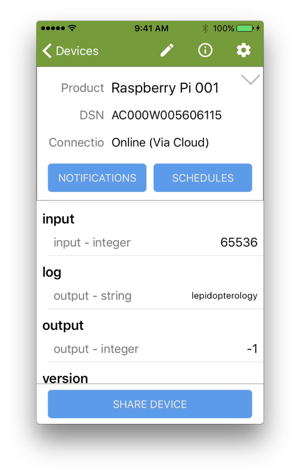 9:41 AM 100%
Devices
Product Raspberry Pi 001
DSN AC000W005606115
Connectio Online (Via Cloud)
NOTIFICATIONS SCHEDULES
input
input - integer 65536
log
output - string lepidopterology
output
output - integer -1
version
SHARE DEVICE